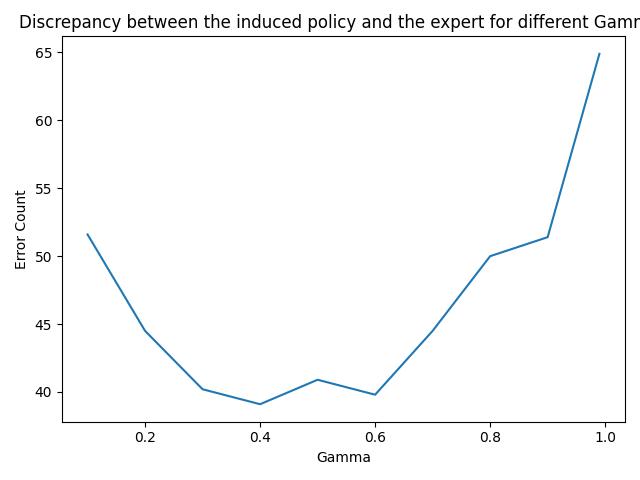 Discrepancy between the induced policy and the expert for different Gamm
65
60
55
50
45
40
Error Count
0.2 0.4 0.6 0.8 1.0
Gamma